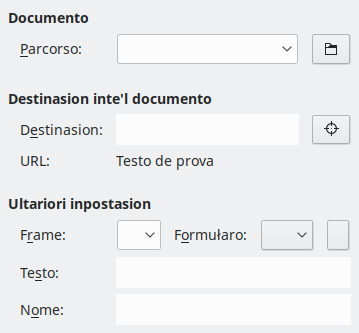 Documento
Parcorso:
Destinasion inte'l documento
Destinasion:
URL: Testo de prova
Ultariori inpostasion
Frame: Formułaro:
Testo:
Nome: